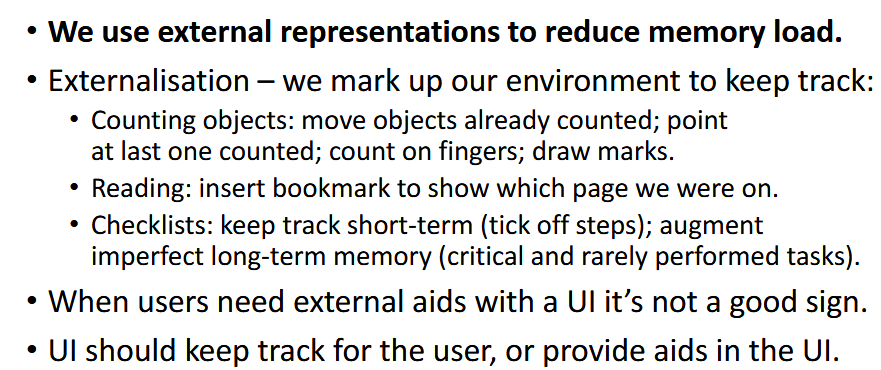 • We use external representations to reduce memory load.
• Externalisation – we mark up our environment to keep track:
• Counting objects: move objects already counted; point
at last one counted; count on fingers; draw marks.
• Reading: insert bookmark to show which page we were on.
• Checklists: keep track short-term (tick off steps); augment
imperfect long-term memory (critical and rarely performed tasks).
• When users need external aids with a UI it’s not a good sign.
• UI should keep track for the user, or provide aids in the UI.